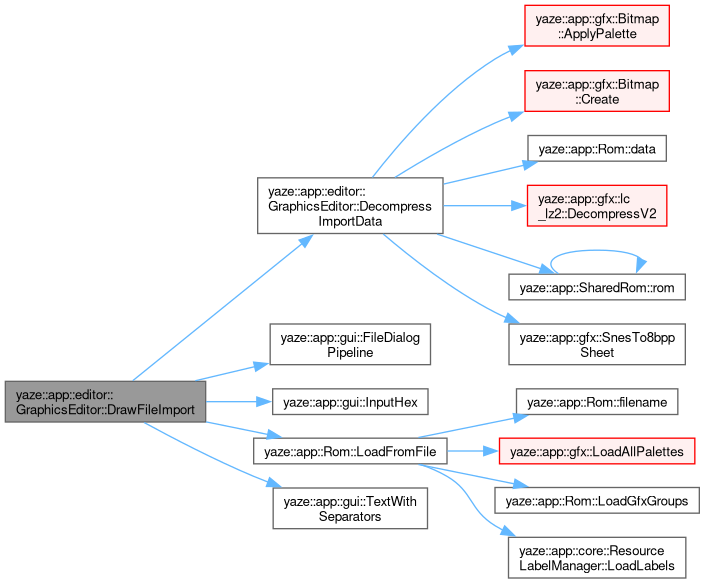 yaze::app::gfx::Bitmap
::ApplyPalette
yaze::app::gfx::Bitmap
::Create
yaze::app::Rom::data
yaze::app::editor::
GraphicsEditor::Decompress
ImportData
yaze::app::gfx::lc
_lz2::DecompressV2
yaze::app::SharedRom::rom
yaze::app::gfx::SnesTo8bpp
Sheet
yaze::app::gui::FileDialog
Pipeline
yaze::app::editor::
GraphicsEditor::DrawFileImport
yaze::app::gui::InputHex
yaze::app::Rom::filename
yaze::app::Rom::LoadFromFile
yaze::app::gfx::LoadAllPalettes
yaze::app::gui::TextWith
Separators
yaze::app::Rom::LoadGfxGroups
yaze::app::core::Resource
LabelManager::LoadLabels